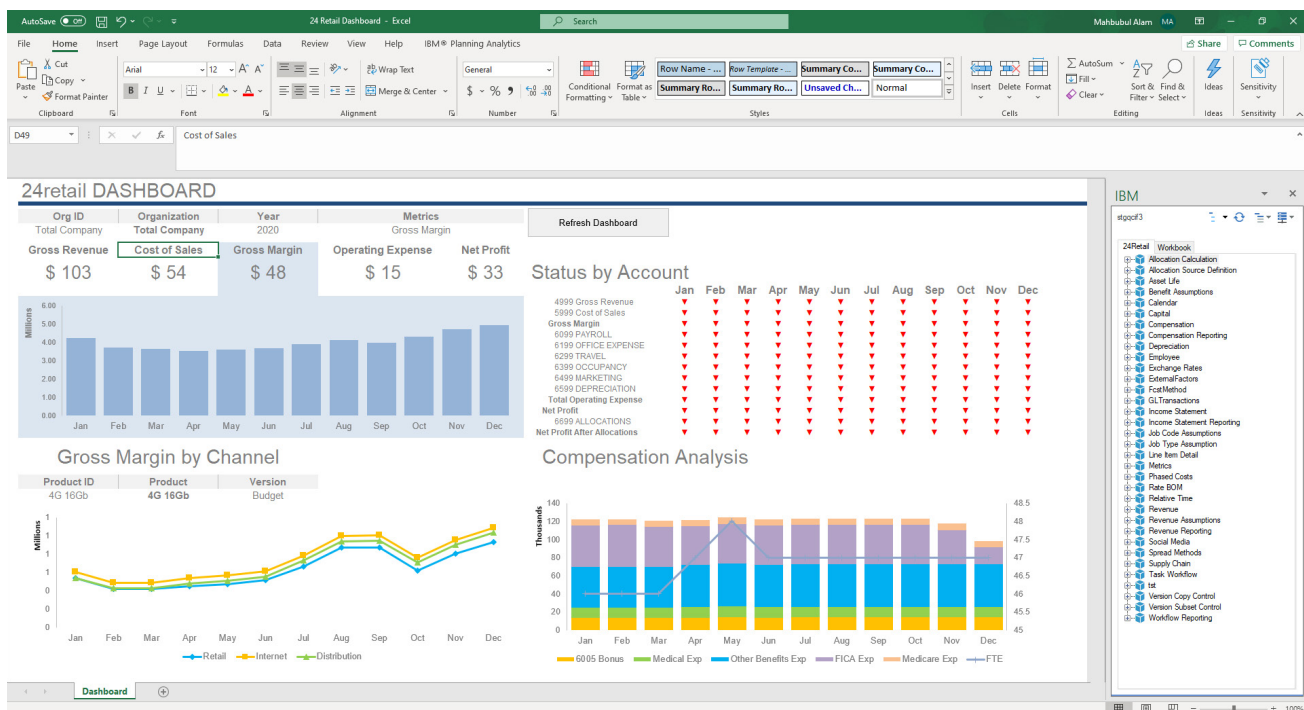 AutoSave Off 24 Retail Dashboard - Excel Search Mahbubul Alam MA
File Home Insert Page Layout Formulas Data Review View Help IBM® Planning Analytics Share Comments
Paste Cut Copy Format Painter
Arial 12 A A Wrap Text General
B I U A Merge & Center $ % 9
Conditional Formatting Format as Table
Row Name - ... Row Template - ... Summary Co... Summary Co...
Summary Ro... Summary Ro... Unsaved Ch... Normal
Insert Delete Format
AutoSum Fill Clear Sort & Filter Find & Select Ideas Sensitivity
Clipboard Font Alignment Number Styles Cells Editing Ideas Sensitivity
D49 fx Cost of Sales
24retail DASHBOARD
Org ID Organization Year Metrics
Total Company Total Company 2020 Gross Margin
Refresh Dashboard
Gross Revenue Cost of Sales Gross Margin Operating Expense Net Profit
$ 103 $ 54 $ 48 $ 15 $ 33
Millions
6.00
5.00
4.00
3.00
2.00
1.00
0.00
Jan Feb Mar Apr May Jun Jul Aug Sep Oct Nov Dec
Status by Account
Jan Feb Mar Apr May Jun Jul Aug Sep Oct Nov Dec
4999 Gross Revenue
5999 Cost of Sales
Gross Margin
6099 PAYROLL
6199 OFFICE EXPENSE
6299 TRAVEL
6399 OCCUPANCY
6499 MARKETING
6599 DEPRECIATION
Total Operating Expense
Net Profit
6699 ALLOCATIONS
Net Profit After Allocations
Gross Margin by Channel
Product ID Product Version
4G 16Gb 4G 16Gb Budget
Millions
1
1
1
1
0
0
0
Jan Feb Mar Apr May Jun Jul Aug Sep Oct Nov Dec
Retail Internet Distribution
Compensation Analysis
Thousands
140 48.5
120 48
100 47.5
80 47
60 46.5
40 46
20 45.5
0 45
Jan Feb Mar Apr May Jun Jul Aug Sep Oct Nov Dec
6005 Bonus Medical Exp Other Benefits Exp FICA Exp Medicare Exp FTE
IBM
24Retail Workbook
Allocation Calculation
Allocation Source Definition
Asset Life
Benefit Assumptions
Calendar
Capital
Compensation
Compensation Reporting
Depreciation
Employee
Exchange Rates
ExternalFactors
FcstMethod
GLTransactions
Income Statement
Income Statement Reporting
Job Code Assumptions
Job Type Assumption
Line Item Detail
Metrics
Phased Costs
Rate BOM
Relative Time
Revenue
Revenue Assumptions
Revenue Reporting
Social Media
Spread Methods
Supply Chain
Task Workflow
tst
Version Copy Control
Version Subset Control
Workflow Reporting
Dashboard
100%